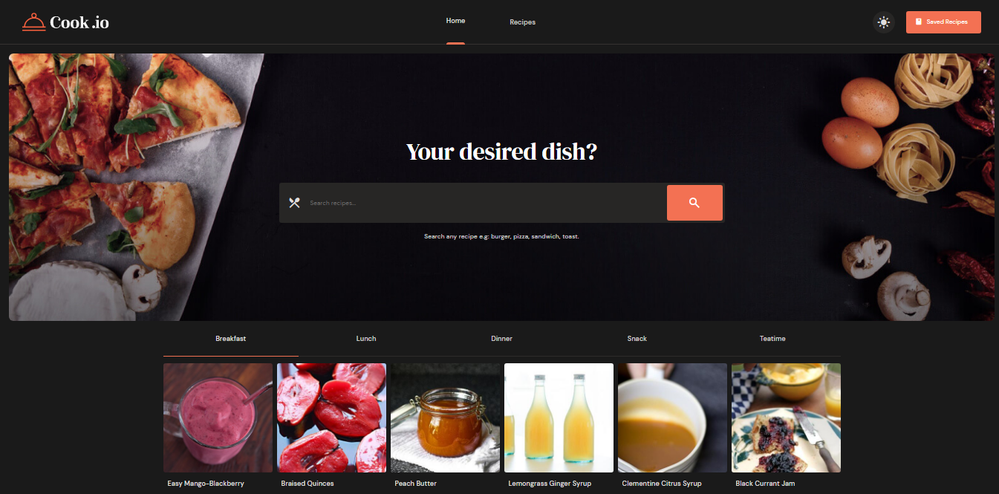 Cook.io
Home
Recipes
Saved Recipes
Your desired dish?
Search recipes...
Search any recipe e.g: burger, pizza, sandwich, toast.
Breakfast
Lunch
Dinner
Snack
Teatime
Easy Mango-Blackberry
Braised Quinces
Peach Butter
Lemongrass Ginger Syrup
Clementine Citrus Syrup
Black Currant Jam